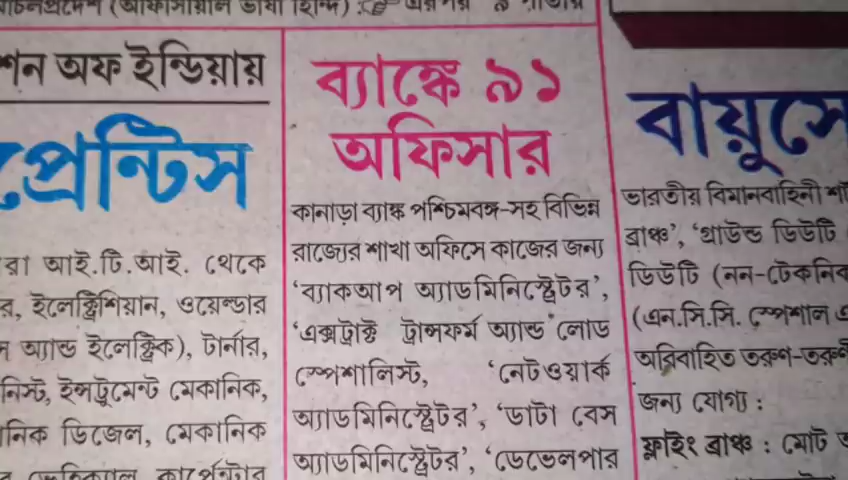 (অফিসিয়াল ভাষা হিন্দি)
শন অফ ইন্ডিয়ায়
প্রেন্টিস
রা আই.টি.আই. থেকে
র, ইলেক্ট্রিশিয়ান, ওয়েল্ডার
স অ্যান্ড ইলেক্ট্রিক), টার্নার,
নিস্ট, ইন্সট্রুমেন্ট মেকানিক,
নিক ডিজেল, মেকানিক
ব্যাঙ্কে ৯১
অফিসার
কানাড়া ব্যাঙ্ক পশ্চিমবঙ্গ-সহ বিভিন্ন
রাজ্যের শাখা অফিসে কাজের জন্য
‘ব্যাকআপ অ্যাডমিনিস্ট্রেটর’,
‘এক্সট্রাক্ট ট্রান্সফর্ম অ্যান্ড লোড
স্পেশালিস্ট, ‘নেটওয়ার্ক
অ্যাডমিনিস্ট্রেটর’, ‘ডাটা বেস
অ্যাডমিনিস্ট্রেটর’, ‘ডেভেলপার
বায়ুসে
ভারতীয় বিমানবাহিনী শ
ব্রাঞ্চ’, ‘গ্রাউন্ড ডিউটি
ডিউটি (নন-টেকনিক
(এন.সি.সি. স্পেশাল এ
অবিবাহিত তরুণ-তরুণ
জন্য যোগ্য :
ফ্লাইং ব্রাঞ্চ : মোট